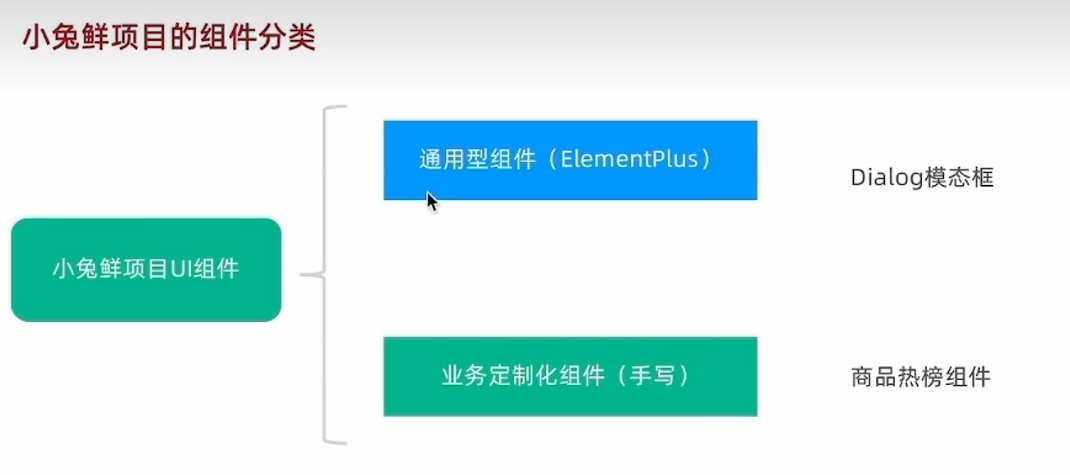 小兔鲜项目的组件分类
通用型组件（ElementPlus）
Dialog模态框
小兔鲜项目UI组件
业务定制化组件（手写）
商品热榜组件